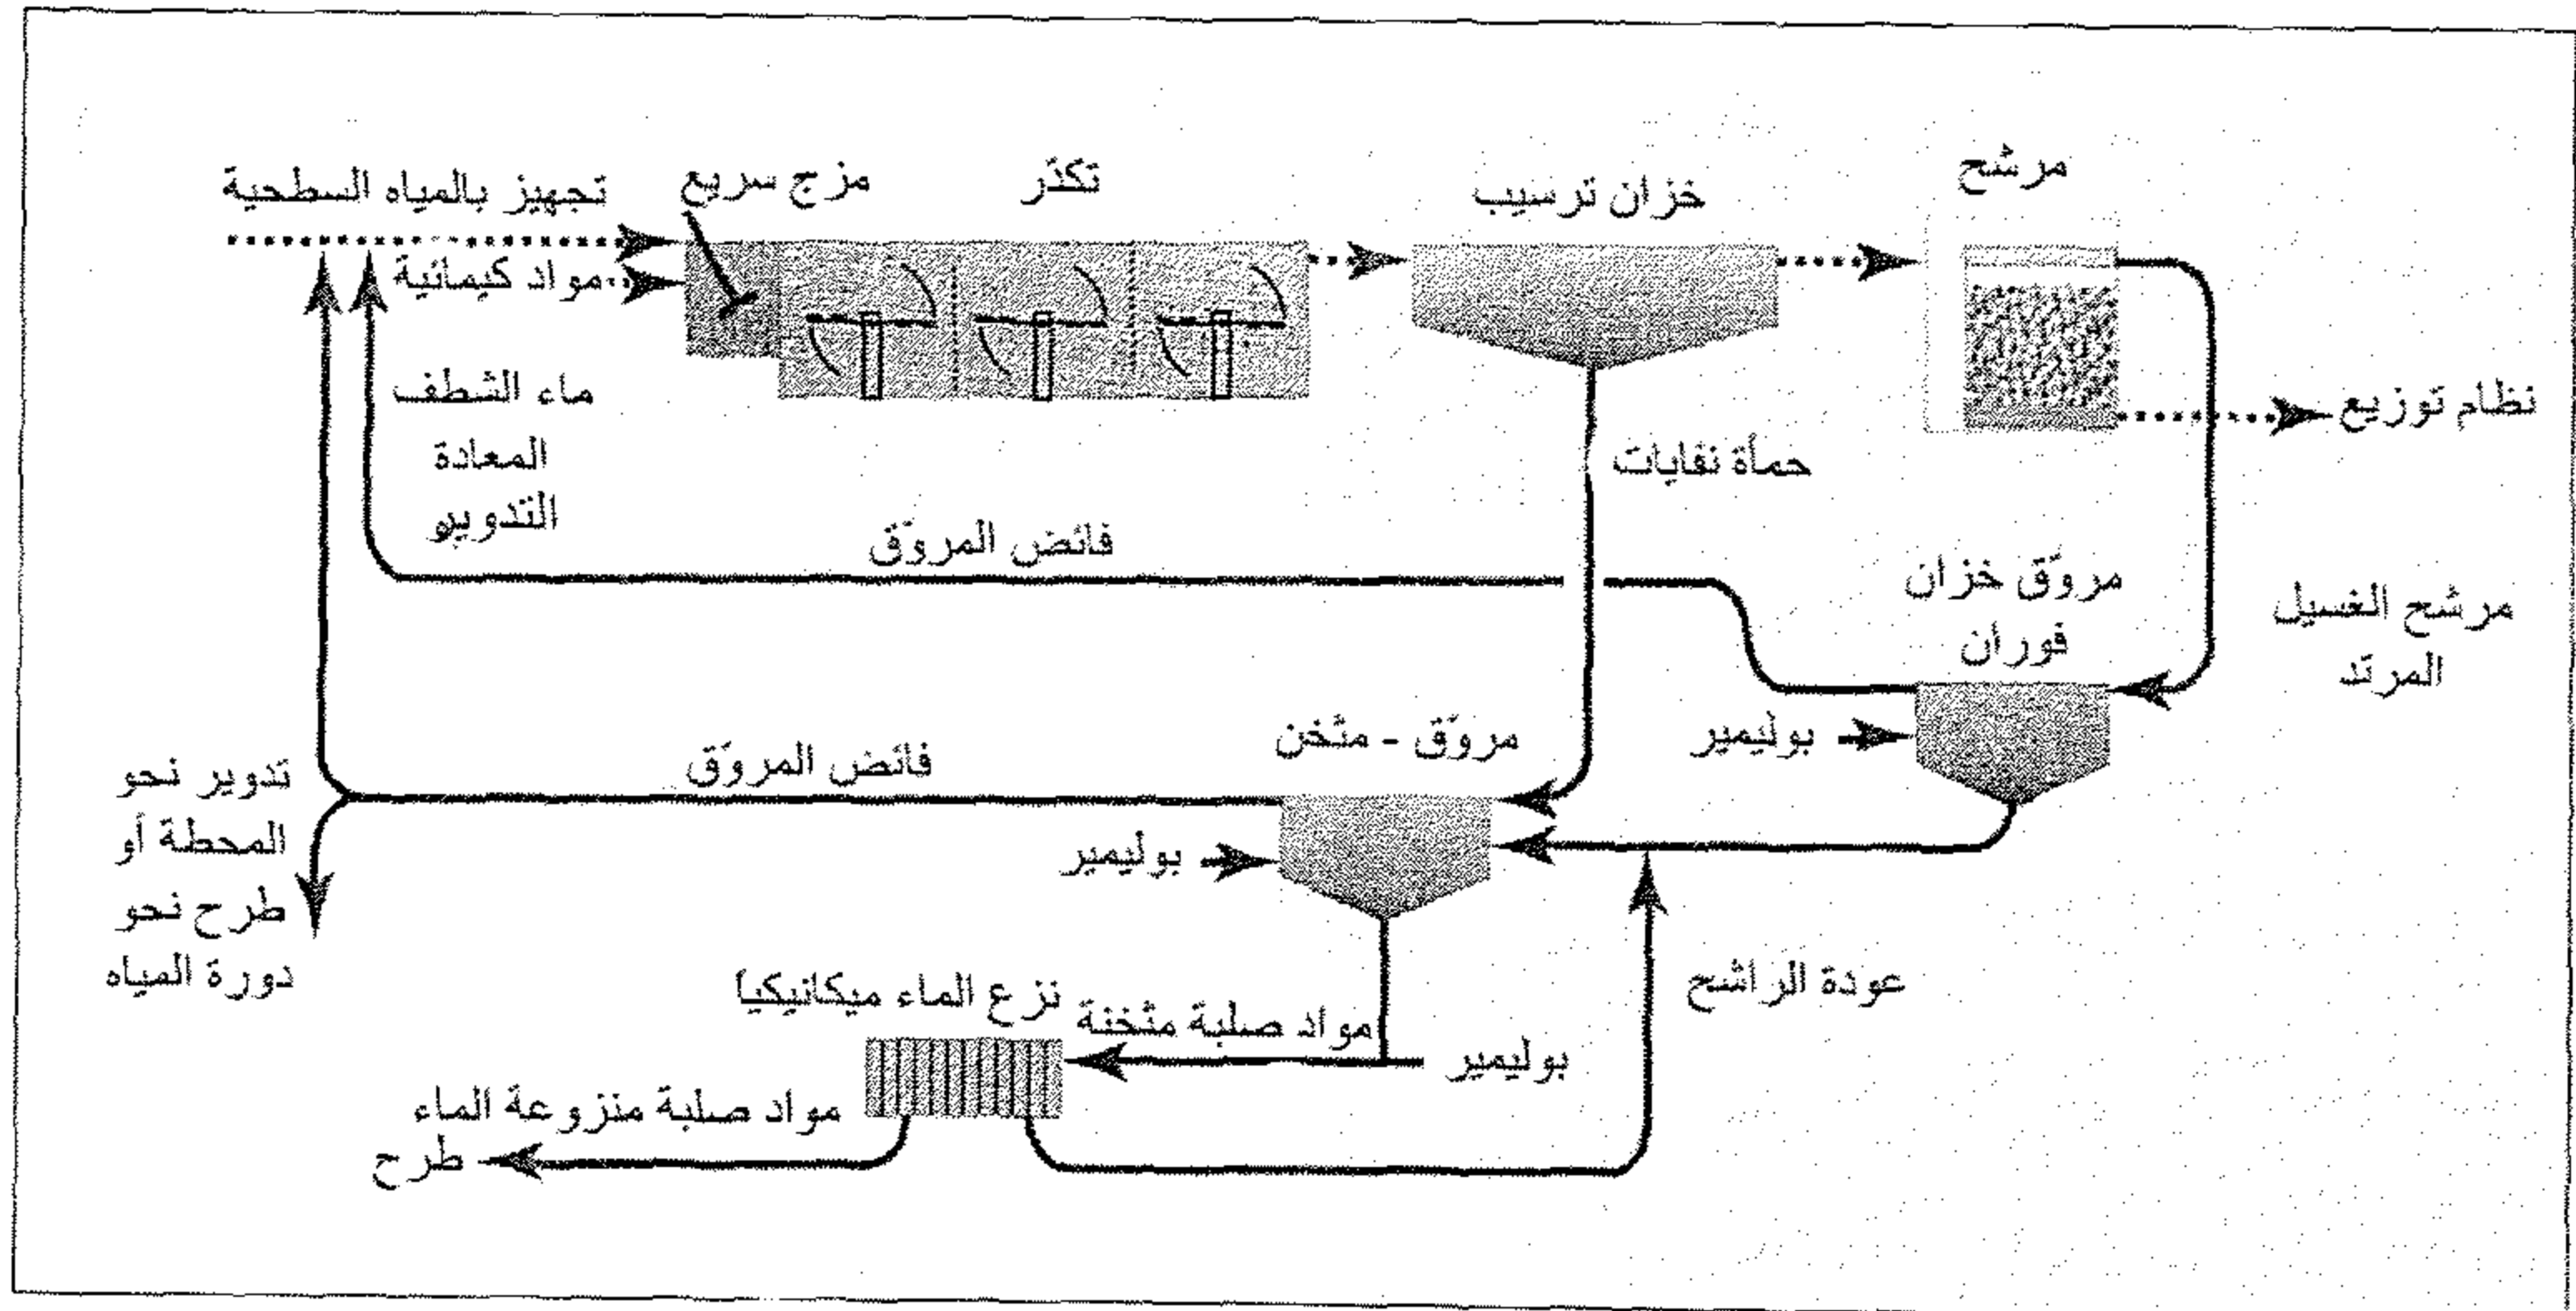 تجهيز بالمياه السطحية
مزج سريع
تكدّر
خزان ترسيب
مرشح
مواد كيمائية
ماء الشطف
المعادة
التدوير
نظام توزيع
حمأة نفايات
فائض المروّق
مروّق خزان
فوران
مرشح الغسيل
المرتد
بوليمير
مروّق - مثخن
فائض المروّق
تدوير نحو
المحطة أو
طرح نحو
دورة المياه
بوليمير
عودة الراشح
نزع الماء ميكانيكيا
مواد صلبة مثخنة
بوليمير
مواد صلبة منزوعة الماء
طرح